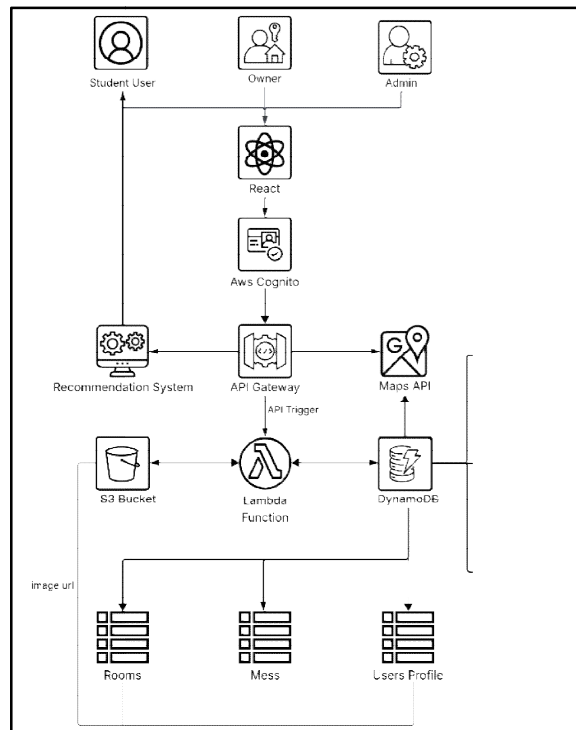 Student User
Owner
Admin
React
Aws Cognito
Recommendation System
API Gateway
Maps API
API Trigger
S3 Bucket
Lambda
Function
DynamoDB
image url
Rooms
Mess
Users Profile